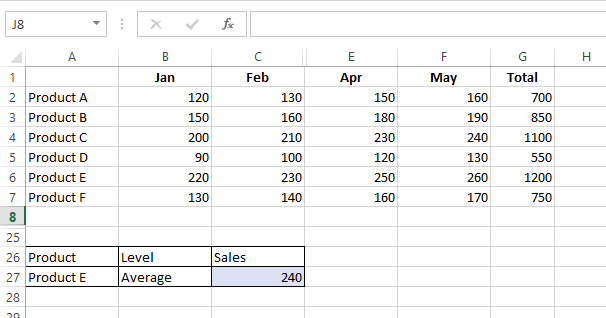 J8 fx
A B C E F G H
1 Jan Feb Apr May Total
2 Product A 120 130 150 160 700
3 Product B 150 160 180 190 850
4 Product C 200 210 230 240 1100
5 Product D 90 100 120 130 550
6 Product E 220 230 250 260 1200
7 Product F 130 140 160 170 750
8
25
26 Product Level Sales
27 Product E Average 240
28
29